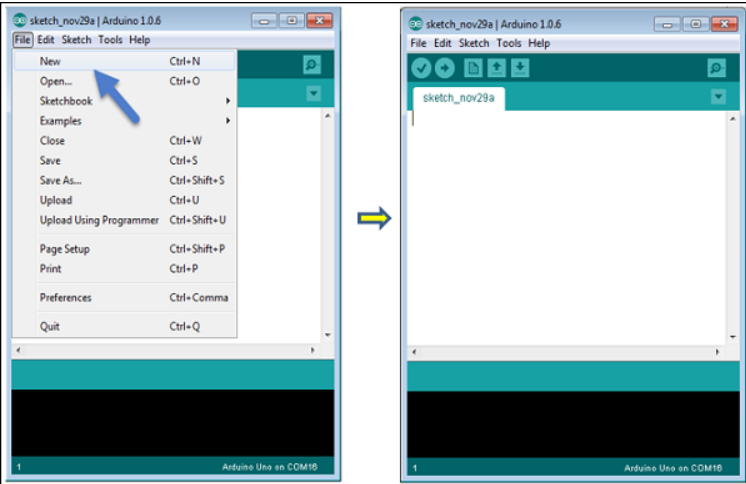 sketch_nov29a | Arduino 1.0.6
File Edit Sketch Tools Help
New Ctrl+N
Open... Ctrl+O
Sketchbook
Examples
Close Ctrl+W
Save Ctrl+S
Save As... Ctrl+Shift+S
Upload Ctrl+U
Upload Using Programmer Ctrl+Shift+U
Page Setup Ctrl+Shift+P
Print Ctrl+P
Preferences Ctrl+Comma
Quit Ctrl+Q
1 Arduino Uno on COM16
sketch_nov29a | Arduino 1.0.6
File Edit Sketch Tools Help
sketch_nov29a
1 Arduino Uno on COM16